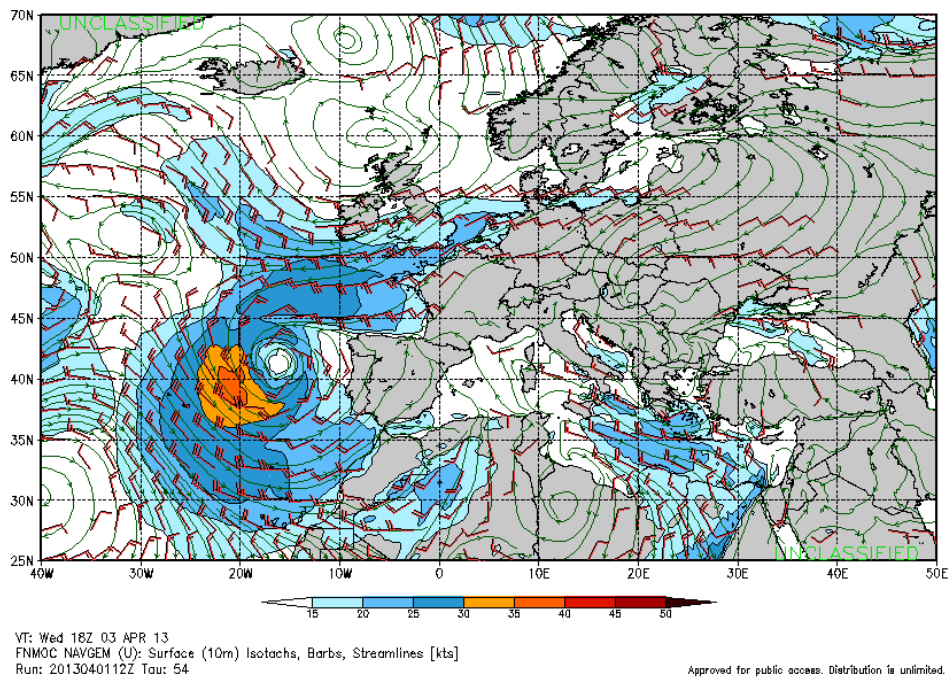 70N
UNCLASSIFIED
65N
60N
55N
50N
45N
40N
35N
30N
25N
UNCLASSIFIED
40W 30W 20W 10W 0 10E 20E 30E 40E 50E
15 20 25 30 35 40 45 50
VT: Wed 18Z 03 APR 13
FNMOC NAVGEM (U): Surface (10m) Isotachs, Barbs, Streamlines [kts]
Run: 2013040112Z Tau: 54
Approved for public access. Distribution is unlimited.